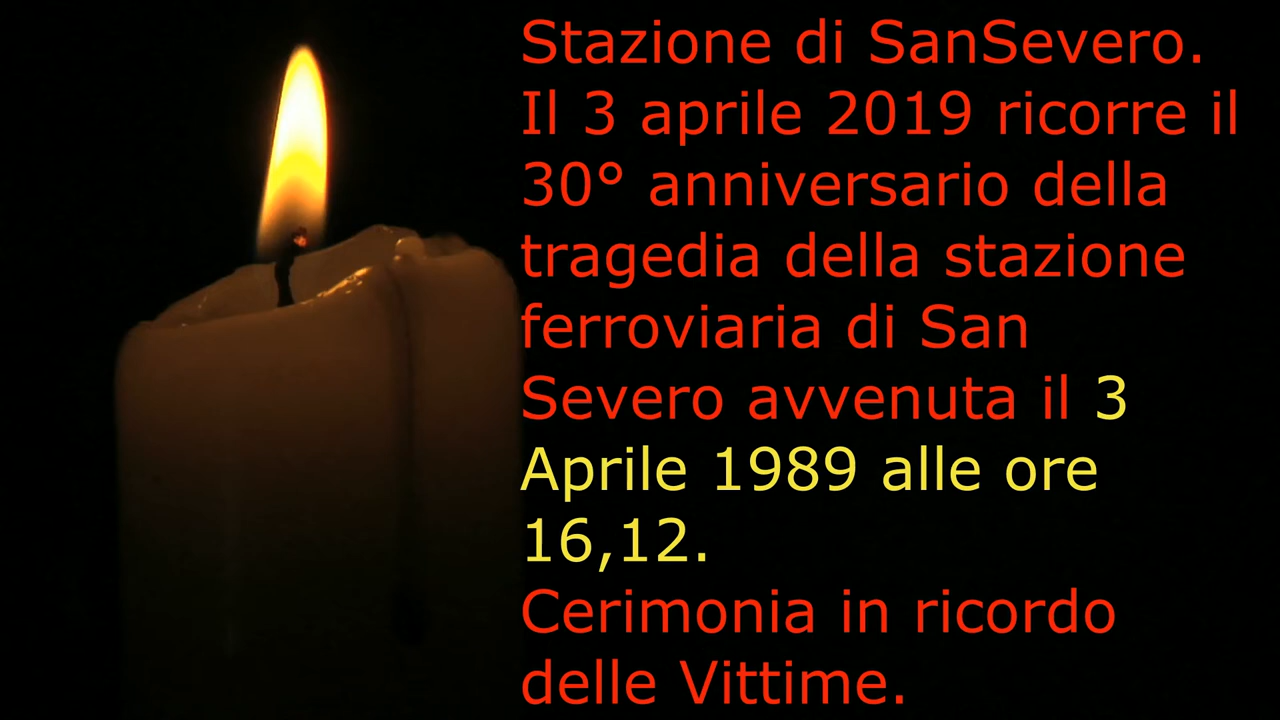 Stazione di SanSevero.
Il 3 aprile 2019 ricorre il
30° anniversario della
tragedia della stazione
ferroviaria di San
Severo avvenuta il 3
Aprile 1989 alle ore
16,12.
Cerimonia in ricordo
delle Vittime.